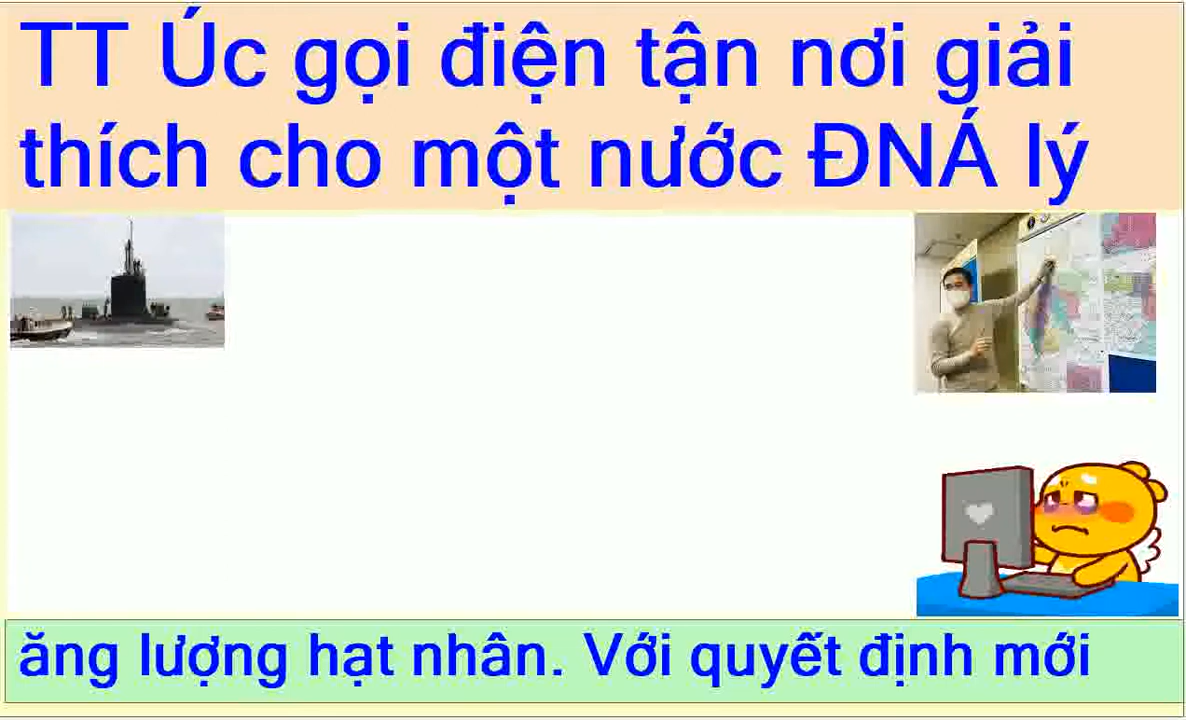 TT Úc gọi điện tận nơi giải
thích cho một nước ĐNÁ lý
ăng lượng hạt nhân. Với quyết định mới